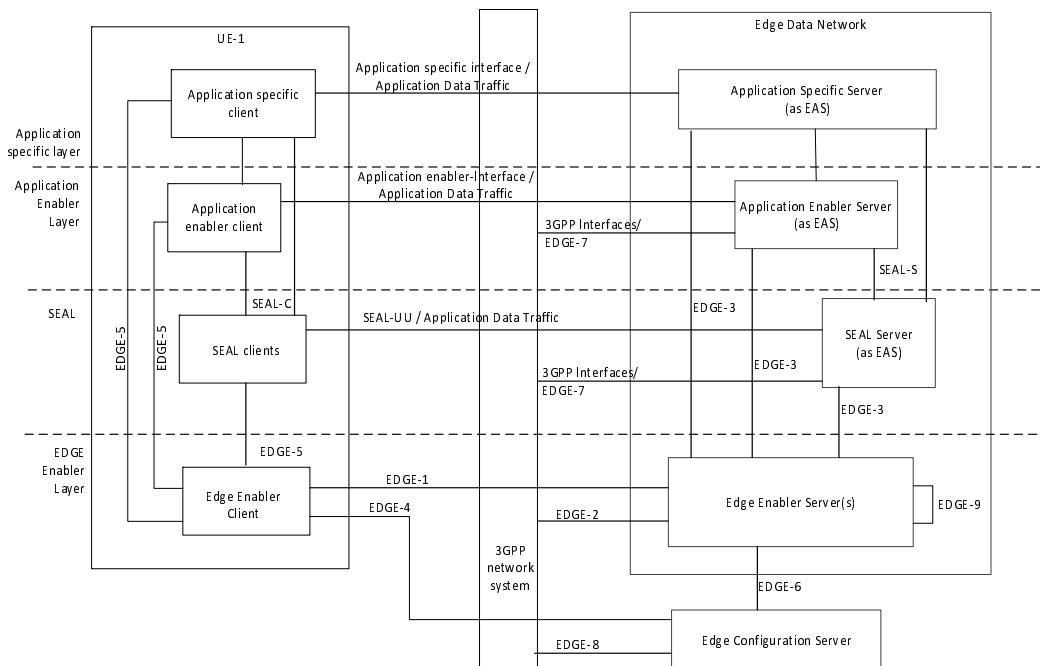 UE-1
Edge Data Network
Application specific interface /
Application Data Traffic
Application specific
client
Application Specific Server
(as EAS)
Application
specific layer
Application
Enabler
Layer
Application enabler-Interface /
Application Data Traffic
Application
enabler client
Application Enabler Server
(as EAS)
3GPP Interfaces/
EDGE-7
SEAL-S
SEAL
SEAL-C
SEAL-UU / Application Data Traffic
EDGE-3
SEAL Server
(as EAS)
EDGE-5
EDGE-5
SEAL clients
EDGE-3
3GPP Interfaces/
EDGE-7
EDGE-3
EDGE
Enabler
Layer
EDGE-5
EDGE-1
Edge Enabler
Client
EDGE-4
EDGE-2
Edge Enabler Server(s)
EDGE-9
3GPP
network
system
EDGE-6
EDGE-8
Edge Configuration Server